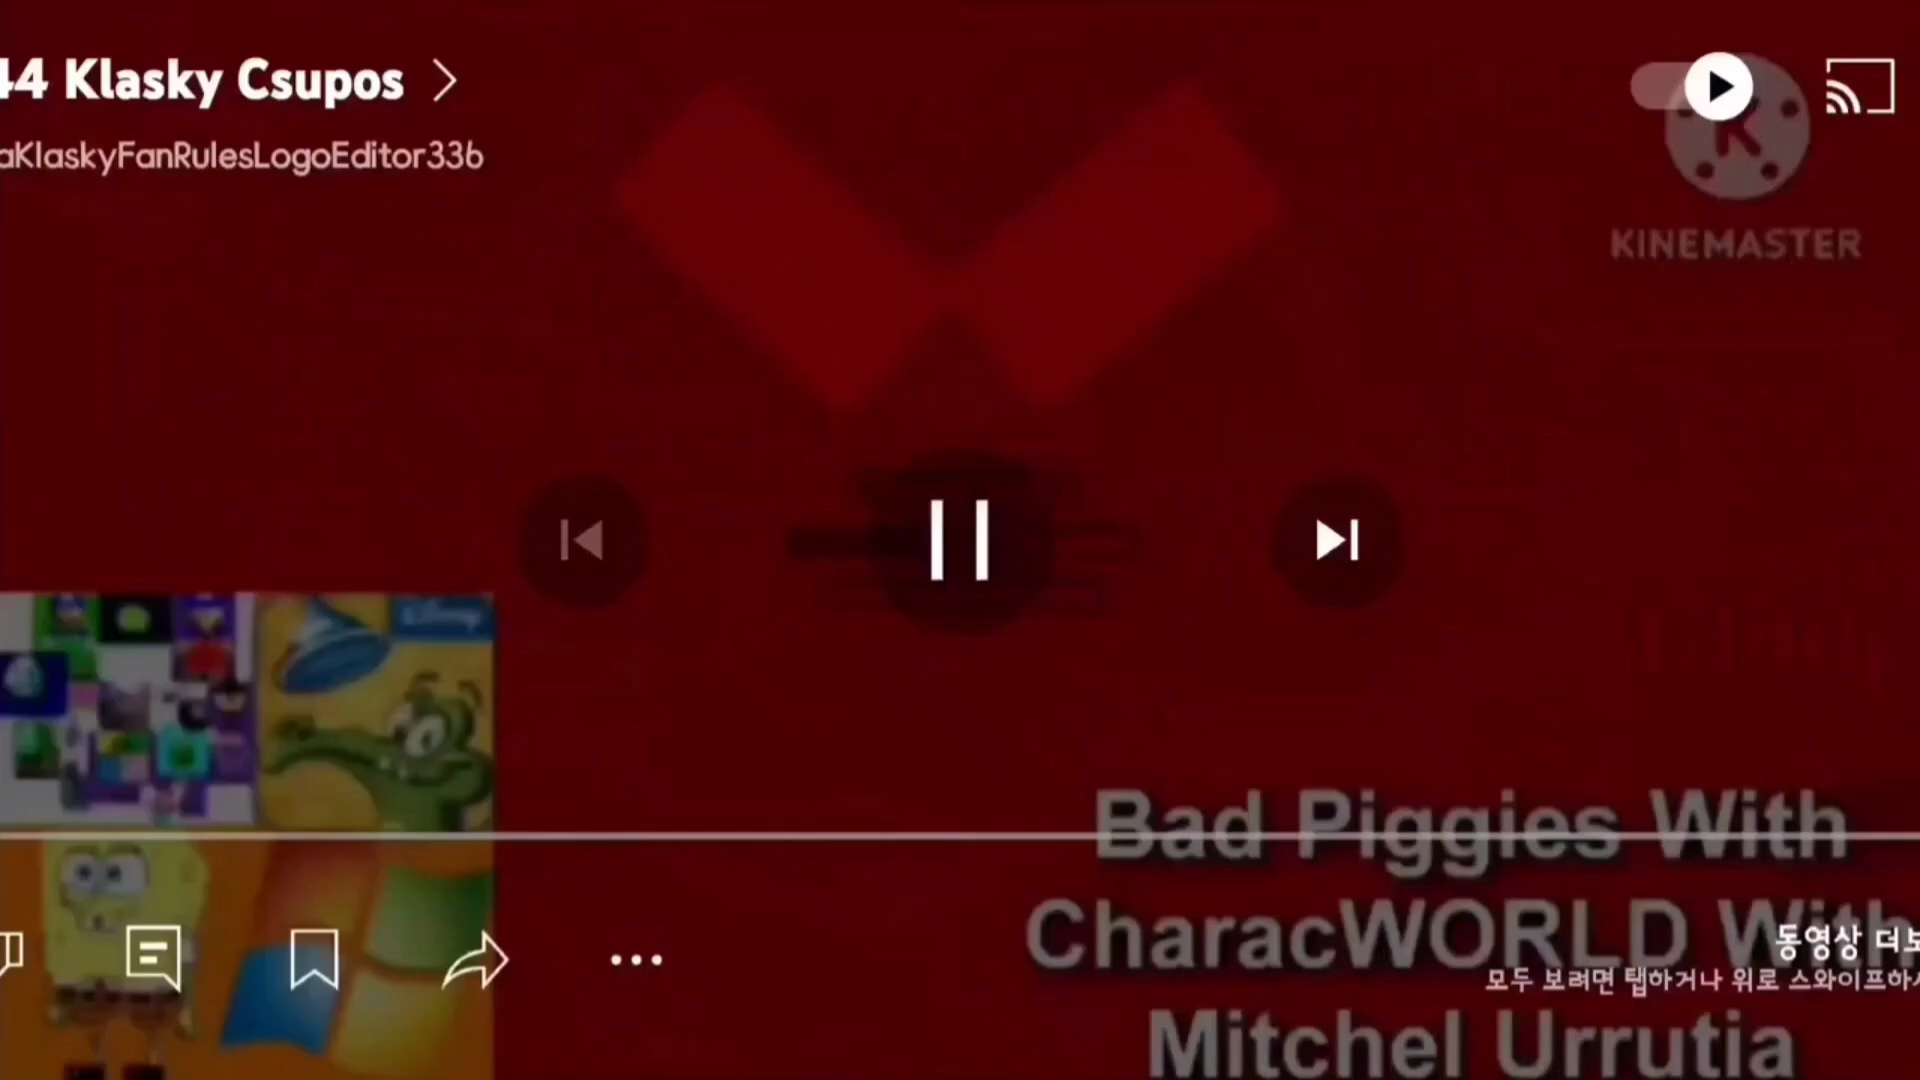 44 Klasky Csupos
aKlaskyFanRulesLogoEditor336
K
KINEMASTER
Disney
Bad Piggies With
CharacWORLD With
Mitchel Urrutia
동영상 더보
모두 보려면 탭하거나 위로 스와이프하